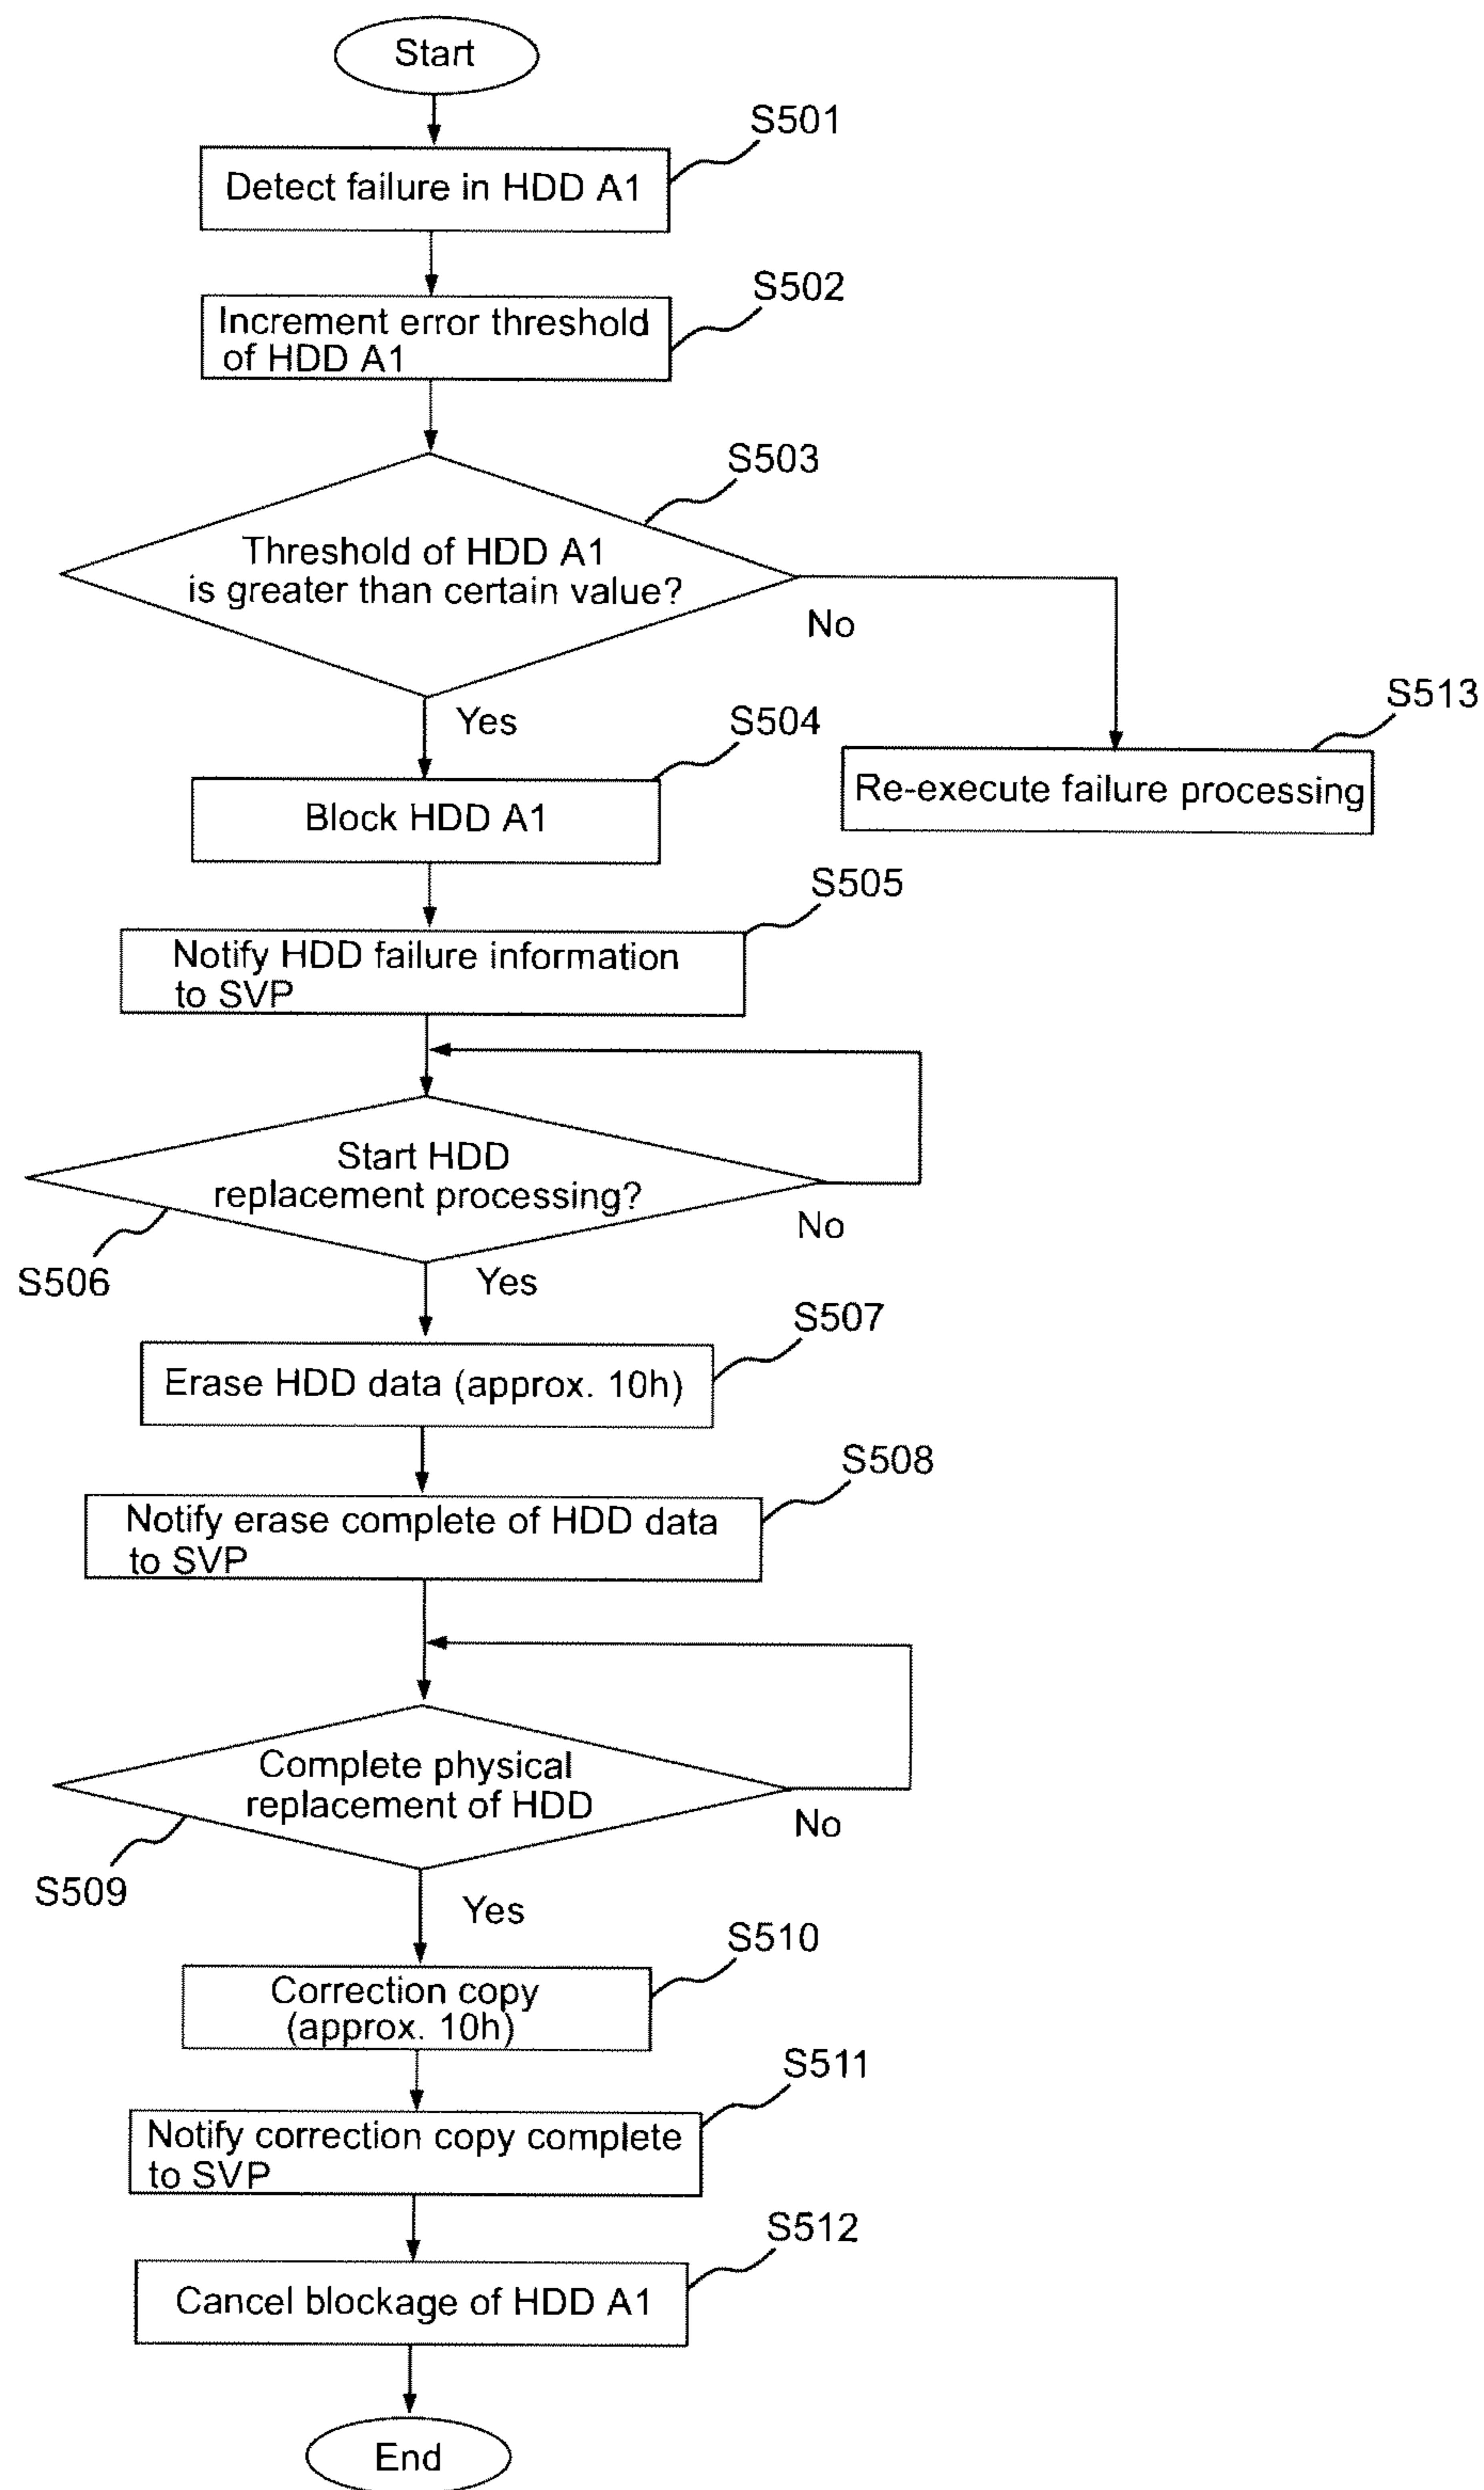 Start
S501
Detect failure in HDD A1
S502
Increment error threshold
of HDD A1
S503
Threshold of HDD A1
is greater than certain value?
No
Yes
S513
Re-execute failure processing
S504
Block HDD A1
S505
Notify HDD failure information
to SVP
Start HDD
replacement processing?
No
S506
Yes
S507
Erase HDD data (approx. 10h)
S508
Notify erase complete of HDD data
to SVP
Complete physical
replacement of HDD
No
S509
Yes
S510
Correction copy
(approx. 10h)
S511
Notify correction copy complete
to SVP
S512
Cancel blockage of HDD A1
End